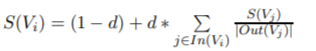 S(V_i) = (1 − d) + d * ∑_{j∈In(V_i)} S(V_j) / |Out(V_j)|